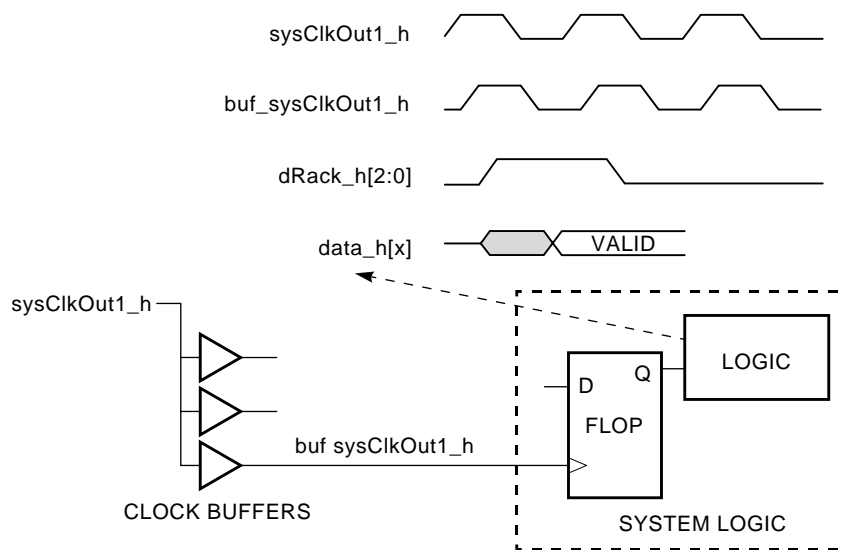 sysClkOut1_h
buf_sysClkOut1_h
dRack_h[2:0]
data_h[x]
VALID
sysClkOut1_h
LOGIC
D
Q
FLOP
buf sysClkOut1_h
CLOCK BUFFERS
SYSTEM LOGIC